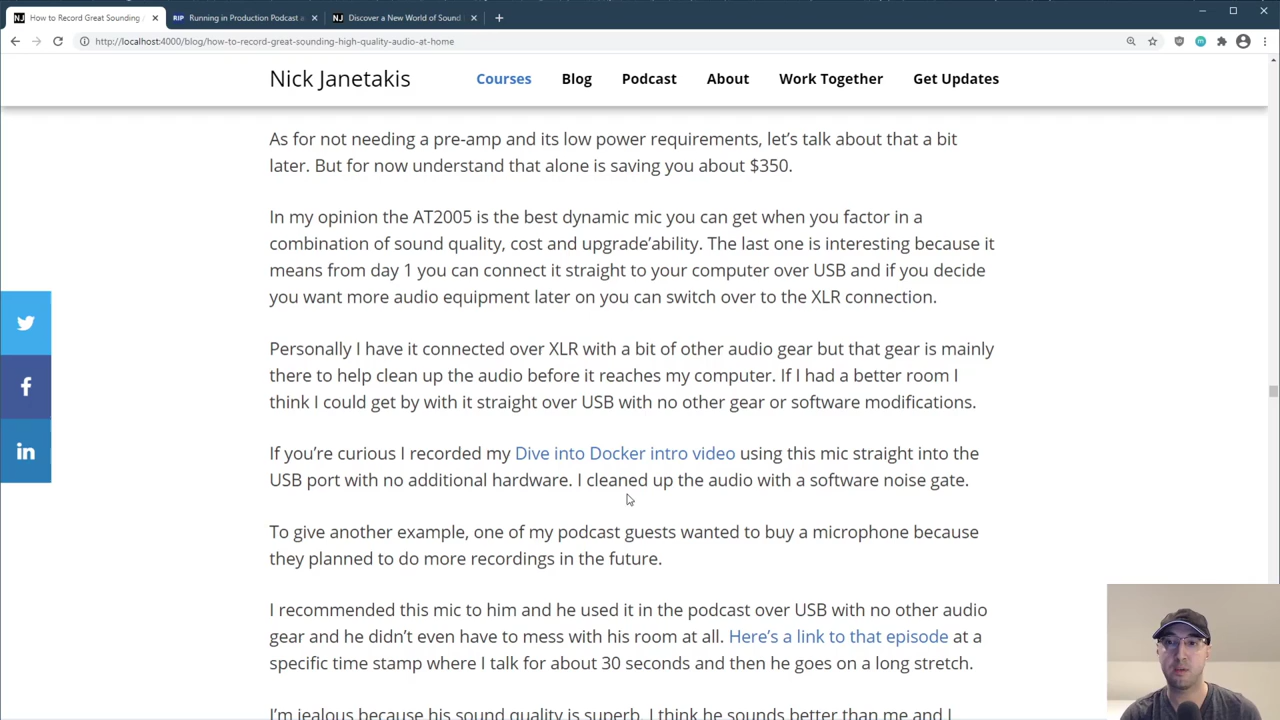 How to Record Great Sounding
Running in Production Podcast a
Discover a New World of Sound
http://localhost:4000/blog/how-to-record-great-sounding-high-quality-audio-at-home
Nick Janetakis
Courses
Blog
Podcast
About
Work Together
Get Updates
As for not needing a pre-amp and its low power requirements, let's talk about that a bit
later. But for now understand that alone is saving you about $350.
In my opinion the AT2005 is the best dynamic mic you can get when you factor in a
combination of sound quality, cost and upgrade'ability. The last one is interesting because it
means from day 1 you can connect it straight to your computer over USB and if you decide
you want more audio equipment later on you can switch over to the XLR connection.
Personally I have it connected over XLR with a bit of other audio gear but that gear is mainly
there to help clean up the audio before it reaches my computer. If I had a better room I
think I could get by with it straight over USB with no other gear or software modifications.
If you're curious I recorded my Dive into Docker intro video using this mic straight into the
USB port with no additional hardware. I cleaned up the audio with a software noise gate.
To give another example, one of my podcast guests wanted to buy a microphone because
they planned to do more recordings in the future.
I recommended this mic to him and he used it in the podcast over USB with no other audio
gear and he didn't even have to mess with his room at all. Here's a link to that episode at a
specific time stamp where I talk for about 30 seconds and then he goes on a long stretch.
I'm jealous because his sound quality is superb. I think he sounds better than me and I